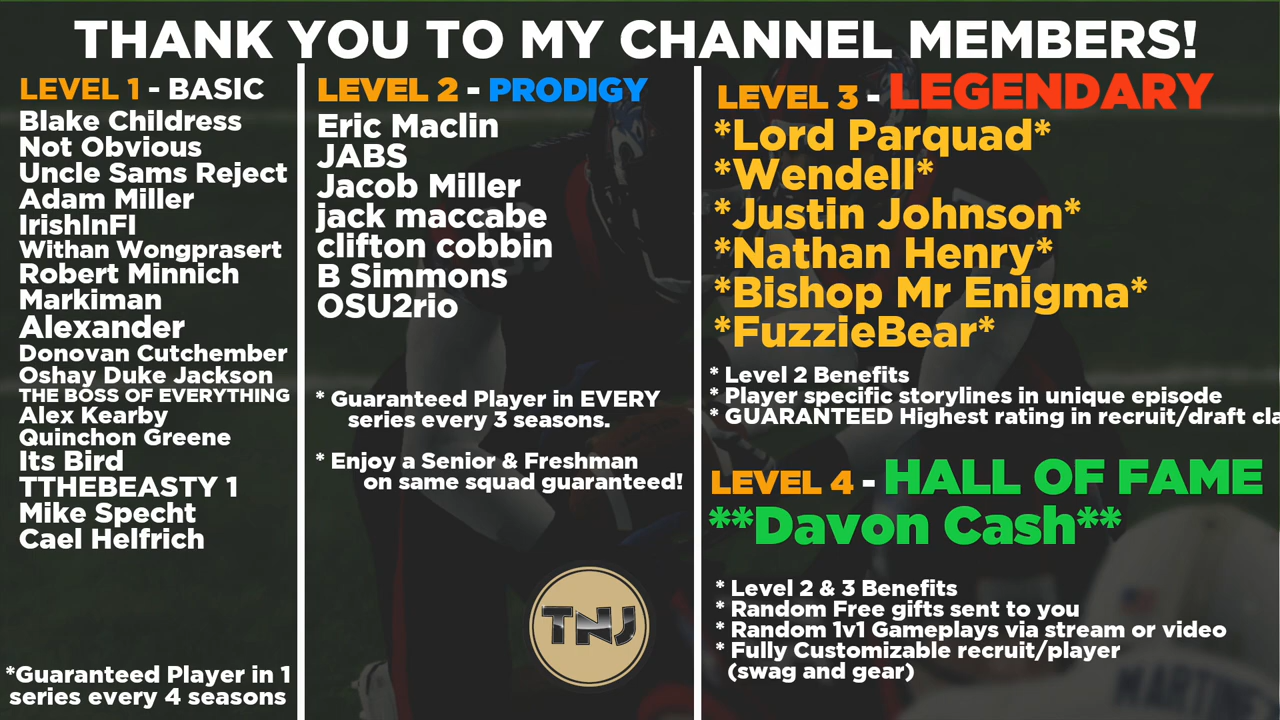 THANK YOU TO MY CHANNEL MEMBERS!
LEVEL 1 - BASIC
Blake Childress
Not Obvious
Uncle Sams Reject
Adam Miller
IrishInFl
Withan Wongprasert
Robert Minnich
Markiman
Alexander
Donovan Cutchember
Oshay Duke Jackson
THE BOSS OF EVERYTHING
Alex Kearby
Quinchon Greene
Its Bird
TTHEBEASTY 1
Mike Specht
Cael Helfrich
*Guaranteed Player in 1
series every 4 seasons
LEVEL 2 - PRODIGY
Eric Maclin
JABS
Jacob Miller
jack maccabe
clifton cobbin
B Simmons
OSU2rio
* Guaranteed Player in EVERY
series every 3 seasons.
* Enjoy a Senior & Freshman
on same squad guaranteed!
TNJ
LEVEL 3 - LEGENDARY
*Lord Parquad*
*Wendell*
*Justin Johnson*
*Nathan Henry*
*Bishop Mr Enigma*
*FuzzieBear*
* Level 2 Benefits
* Player specific storylines in unique episode
* GUARANTEED Highest rating in recruit/draft cla
LEVEL 4 - HALL OF FAME
**Davon Cash**
* Level 2 & 3 Benefits
* Random Free gifts sent to you
* Random 1v1 Gameplays via stream or video
* Fully Customizable recruit/player
(swag and gear)